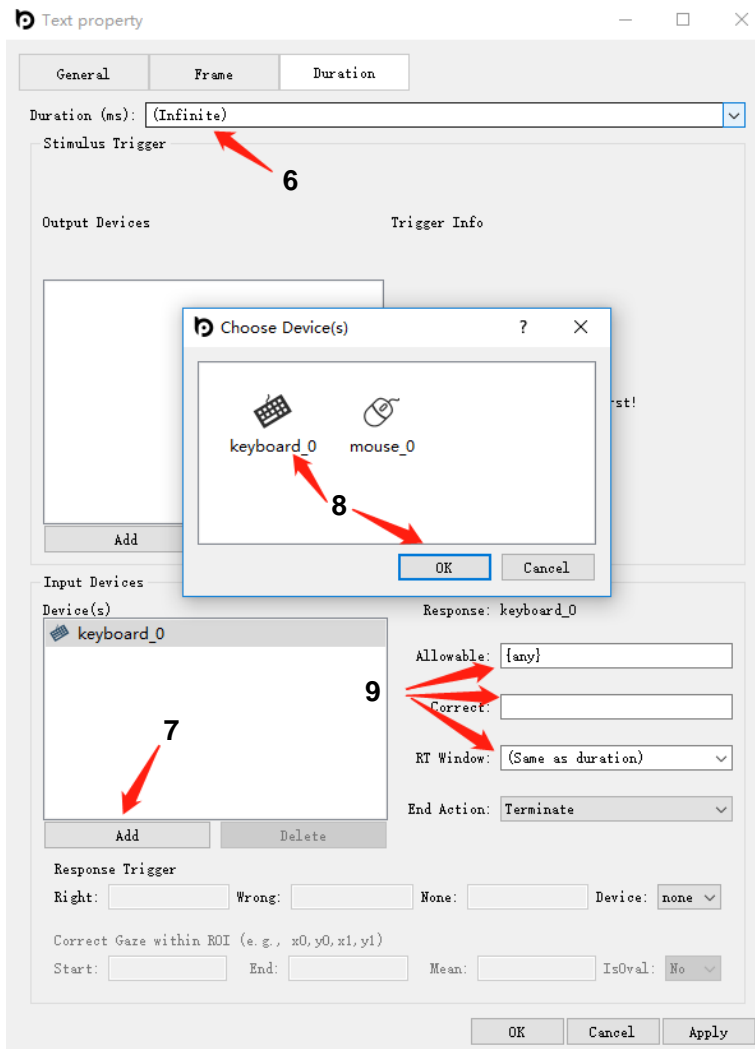 Text property
General Frame Duration
Duration (ms): (Infinite)
Stimulus Trigger
6
Output Devices Trigger Info
Choose Device(s) ?
rst!
keyboard_0 mouse_0
8
Add
OK Cancel
Input Devices
Device(s) Response: keyboard_0
keyboard_0
Allowable: {any}
9
Correct:
7
RT Window: (Same as duration)
End Action: Terminate
Add Delete
Response Trigger
Right: Wrong: None: Device: none
Correct Gaze within ROI (e.g., x0,y0,x1,y1)
Start: End: Mean: IsOval: No
OK Cancel Apply